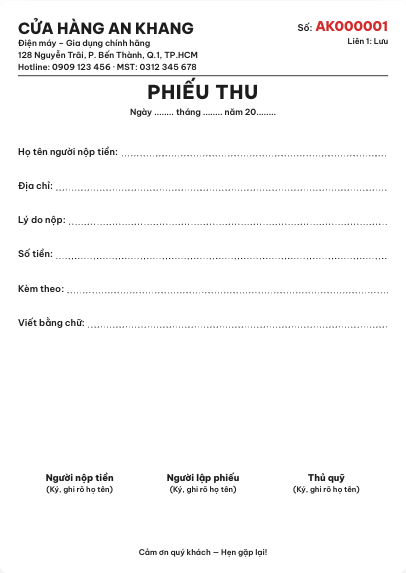 CỬA HÀNG AN KHANG
Điện máy – Gia dụng chính hãng
128 Nguyễn Trãi, P. Bến Thành, Q.1, TP.HCM
Hotline: 0909 123 456 · MST: 0312 345 678
Số: AK000001
Liên 1: Lưu
PHIẾU THU
Ngày ........ tháng ........ năm 20........
Họ tên người nộp tiền:
Địa chỉ:
Lý do nộp:
Số tiền:
Kèm theo:
Viết bằng chữ:
Người nộp tiền Người lập phiếu Thủ quỹ
(Ký, ghi rõ họ tên) (Ký, ghi rõ họ tên) (Ký, ghi rõ họ tên)
Cảm ơn quý khách — Hẹn gặp lại!